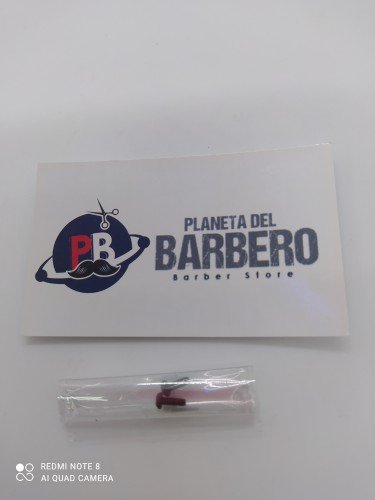 PB
PLANETA DEL
BARBERO
Barber Store
REDMI NOTE 8
AI QUAD CAMERA